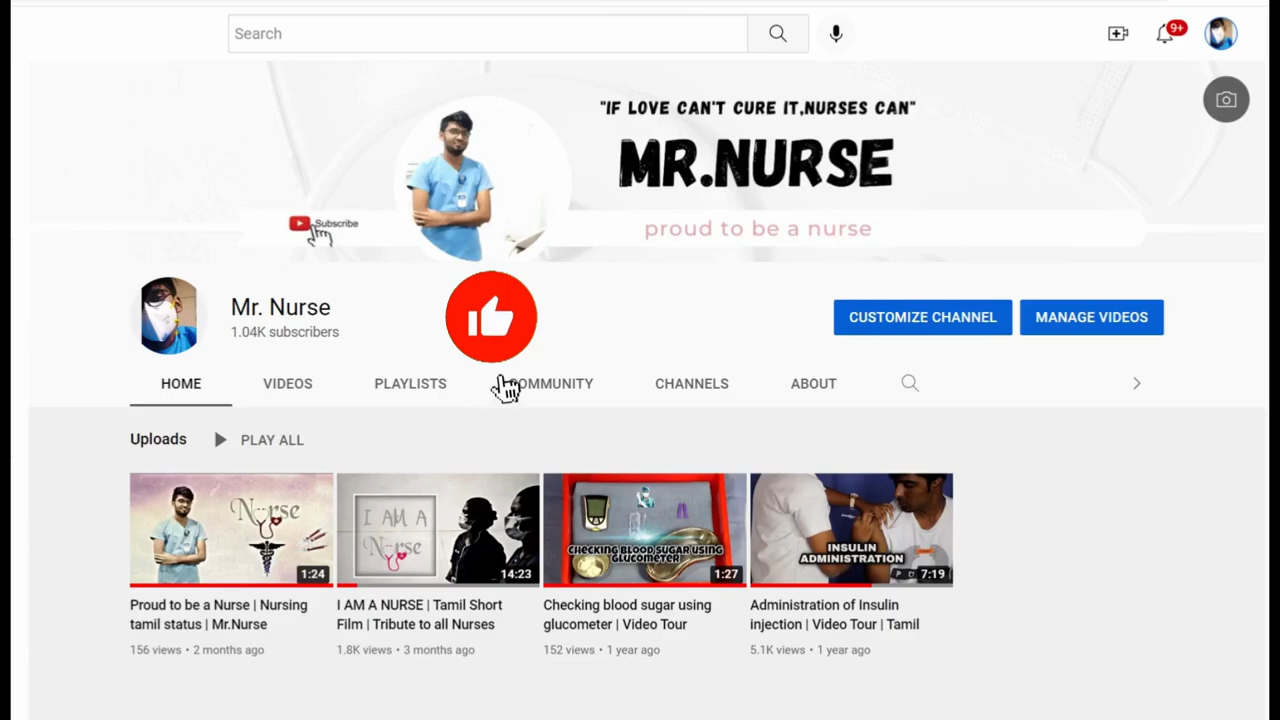 Search
9+
"IF LOVE CAN'T CURE IT,NURSES CAN"
MR.NURSE
Subscribe
proud to be a nurse
Mr. Nurse
1.04K subscribers
CUSTOMIZE CHANNEL
MANAGE VIDEOS
HOME VIDEOS PLAYLISTS COMMUNITY CHANNELS ABOUT
Uploads PLAY ALL
Nurse
1:24
I AM A
Nurse
14:23
CHECKING BLOOD SUGAR USING
GLUCOMETER
1:27
INSULIN
ADMINISTRATION
7:19
Proud to be a Nurse | Nursing
tamil status | Mr.Nurse
156 views • 2 months ago
I AM A NURSE | Tamil Short
Film | Tribute to all Nurses
1.8K views • 3 months ago
Checking blood sugar using
glucometer | Video Tour
152 views • 1 year ago
Administration of Insulin
injection | Video Tour | Tamil
5.1K views • 1 year ago